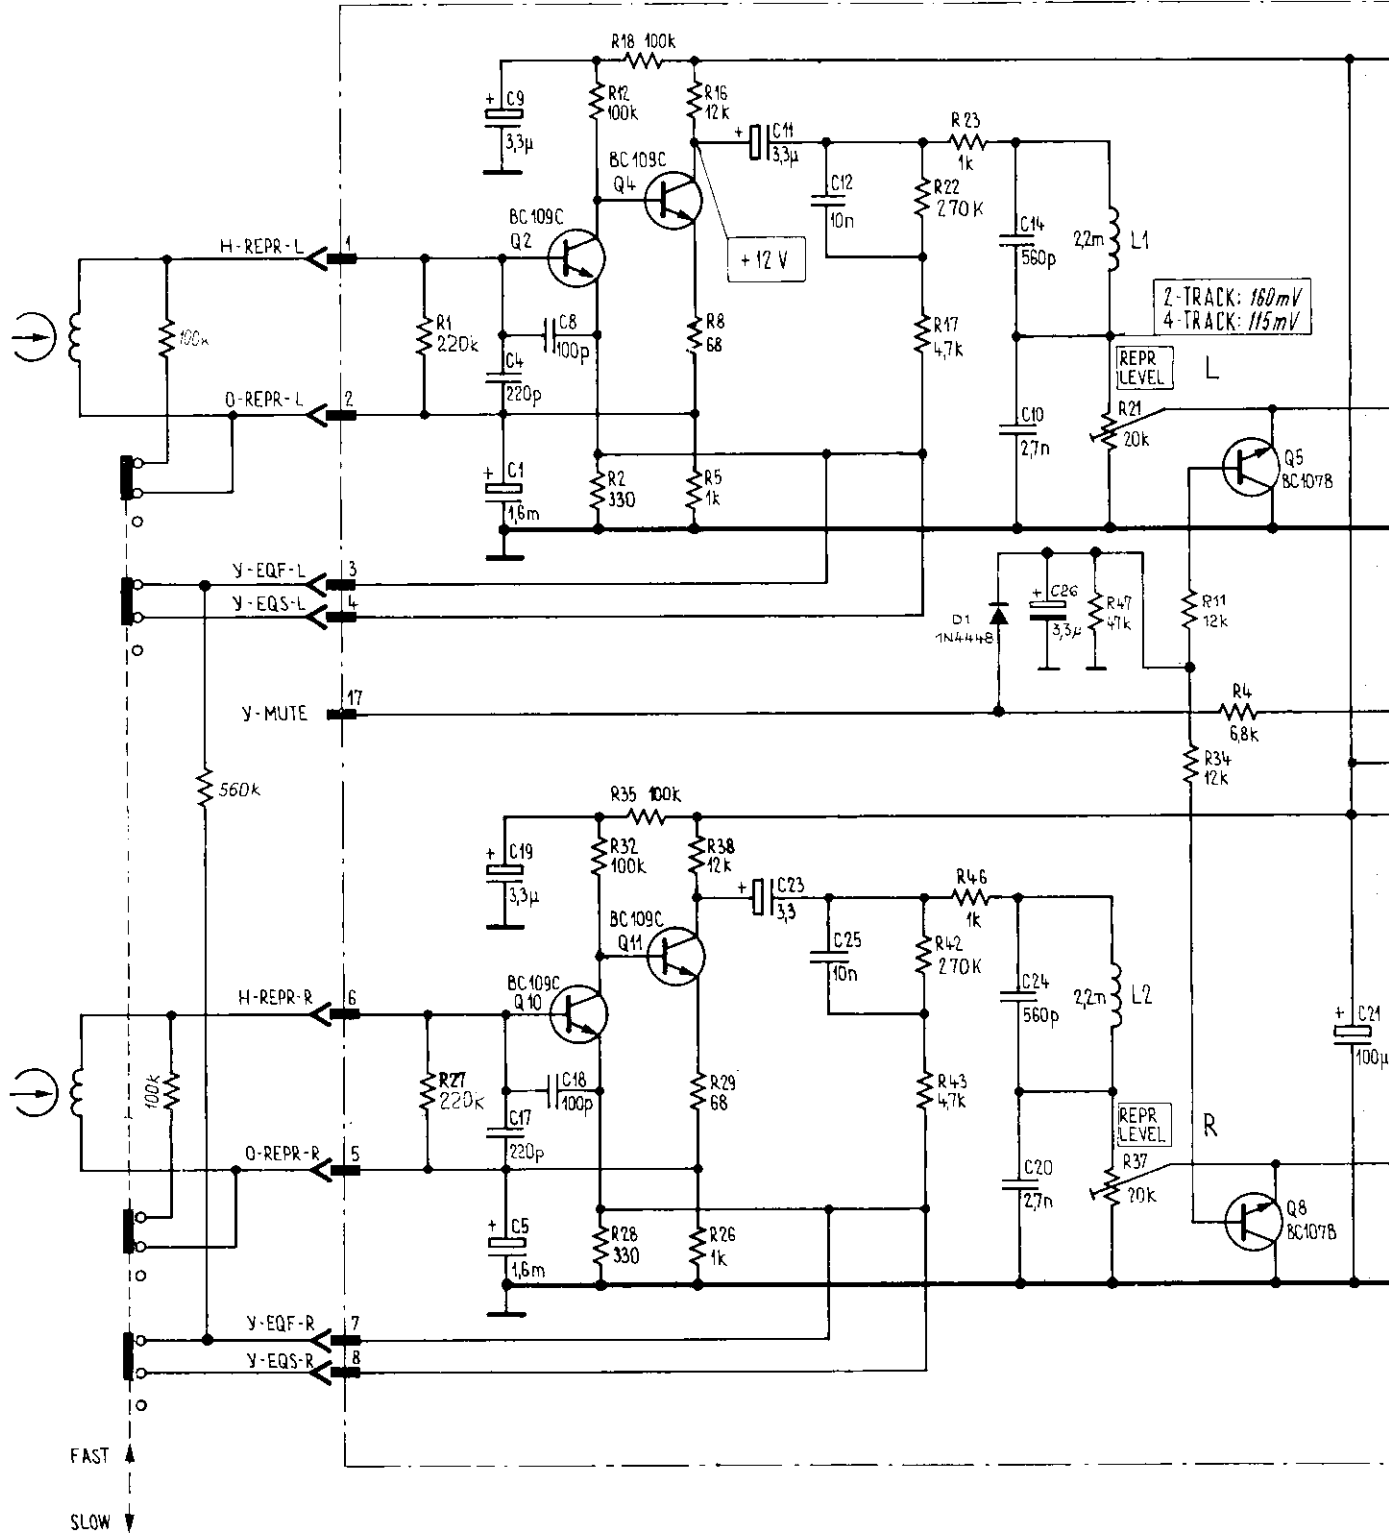 R18 100k
+ C9
3,3µ
R12
100k
R16
12k
+ C11
3,3µ
R23
1k
BC109C
Q4
C12
10n
R22
270K
BC109C
Q2
+12 V
C14
560p
2,2m L1
H-REPR-L
1
2-TRACK: 160mV
4-TRACK: 115mV
100k
R1
220k
C8
100p
R8
68
R17
4,7k
REPR
LEVEL
L
C4
220p
O-REPR-L
2
C10
2,7n
R21
20k
+ C1
1,6m
R2
330
R5
1k
Q5
BC107B
Y-EQF-L
3
Y-EQS-L
4
D1
1N4448
+ C26
3,3µ
R47
47k
R11
12k
Y-MUTE
17
R4
6,8k
R34
12k
560k
R35 100k
+ C19
3,3µ
R32
100k
R38
12k
+ C23
3,3
R46
1k
BC109C
Q11
C25
10n
R42
270K
BC109C
Q10
C24
560p
2,2m L2
H-REPR-R
6
+ C21
100µ
100k
R27
220k
C18
100p
R29
68
R43
4,7k
REPR
LEVEL
R
C17
220p
O-REPR-R
5
C20
2,7n
R37
20k
+ C5
1,6m
R28
330
R26
1k
Q8
BC107B
Y-EQF-R
7
Y-EQS-R
8
FAST
SLOW